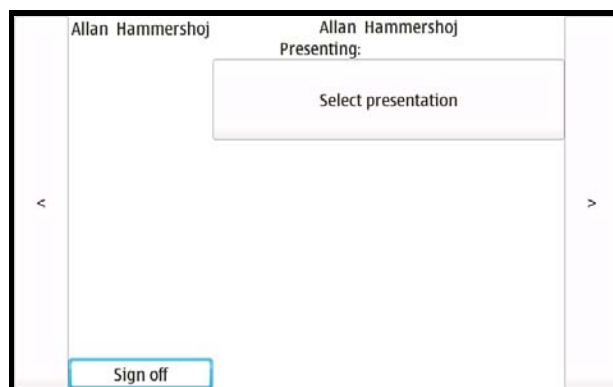 Allan Hammershoj
Allan Hammershoj
Presenting:
Select presentation
<
>
Sign off